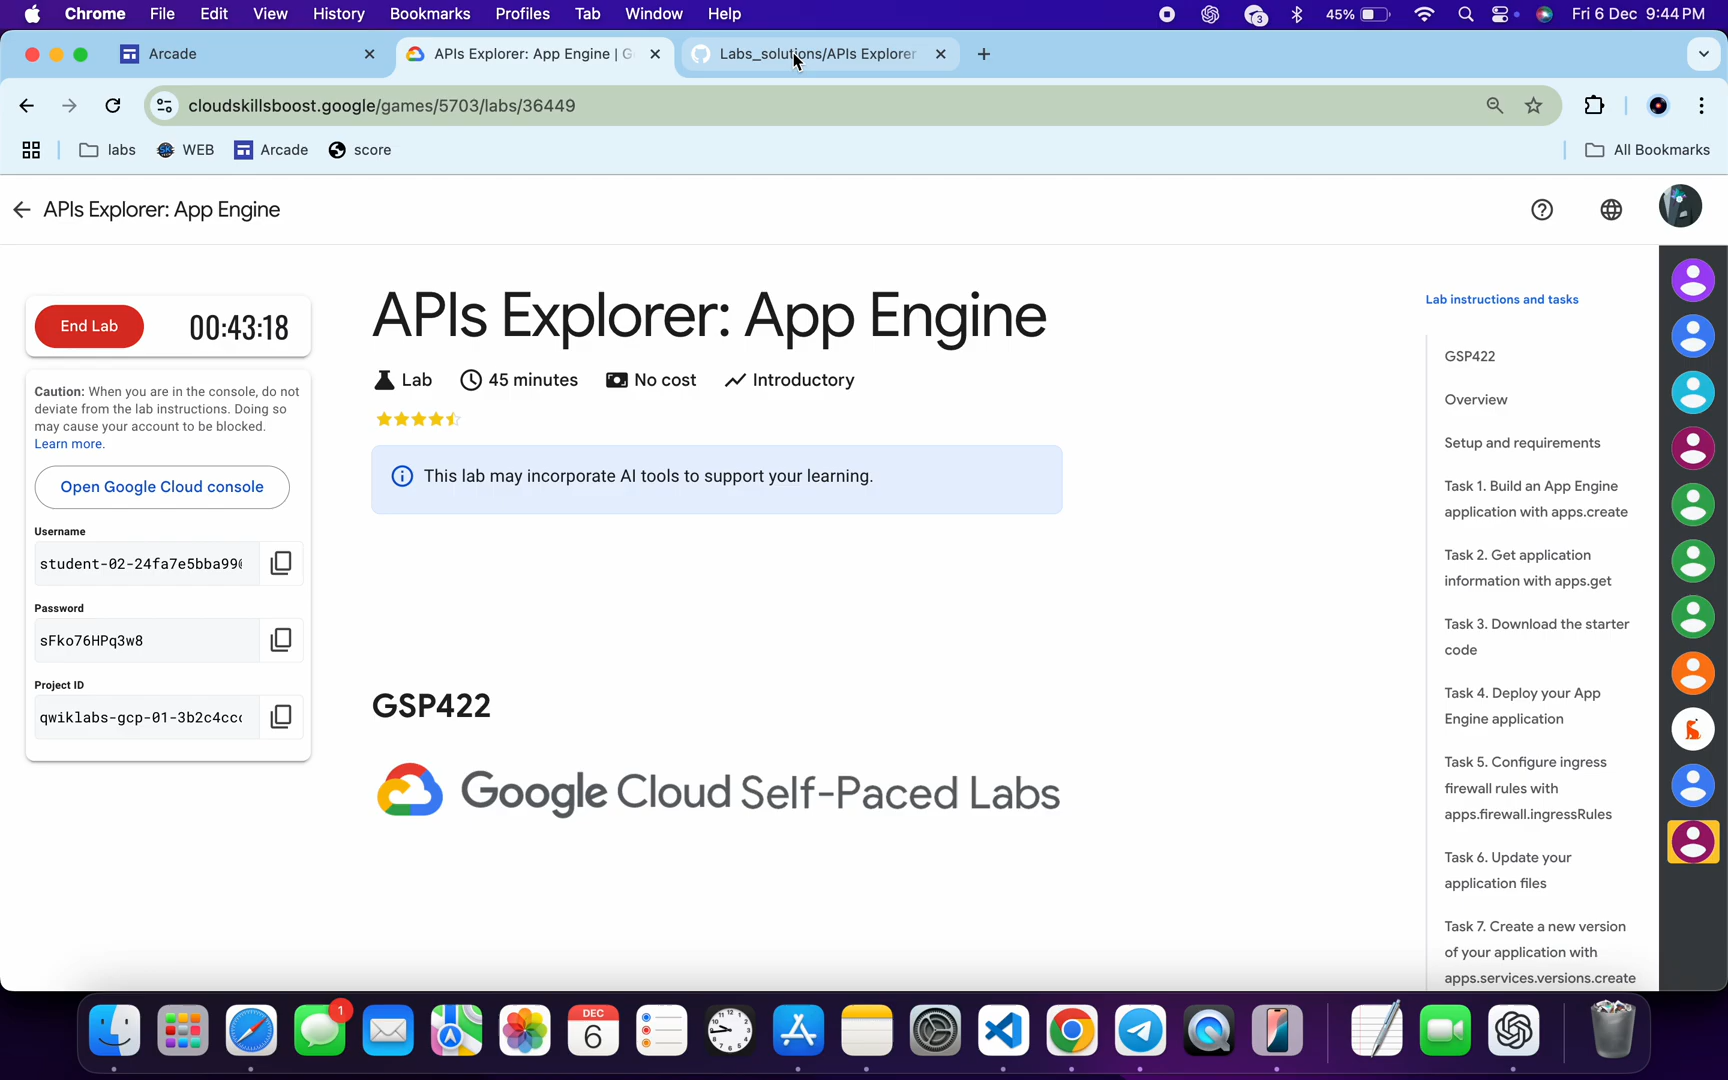 Chrome File Edit View History Bookmarks Profiles Tab Window Help 3 45% Fri 6 Dec 9:44 PM
Arcade APIs Explorer: App Engine | G Labs_solutions/APIs Explorer
cloudskillsboost.google/games/5703/labs/36449
labs WEB Arcade score All Bookmarks
APIs Explorer: App Engine
End Lab 00:43:18
Caution: When you are in the console, do not
deviate from the lab instructions. Doing so
may cause your account to be blocked.
Learn more.
Open Google Cloud console
Username
student-02-24fa7e5bba990
Password
sFko76HPq3w8
Project ID
qwiklabs-gcp-01-3b2c4cc
APIs Explorer: App Engine
Lab 45 minutes No cost Introductory
This lab may incorporate AI tools to support your learning.
GSP422
Google Cloud Self-Paced Labs
Lab instructions and tasks
GSP422
Overview
Setup and requirements
Task 1. Build an App Engine
application with apps.create
Task 2. Get application
information with apps.get
Task 3. Download the starter
code
Task 4. Deploy your App
Engine application
Task 5. Configure ingress
firewall rules with
apps.firewall.ingressRules
Task 6. Update your
application files
Task 7. Create a new version
of your application with
apps.services.versions.create
1
DEC
6